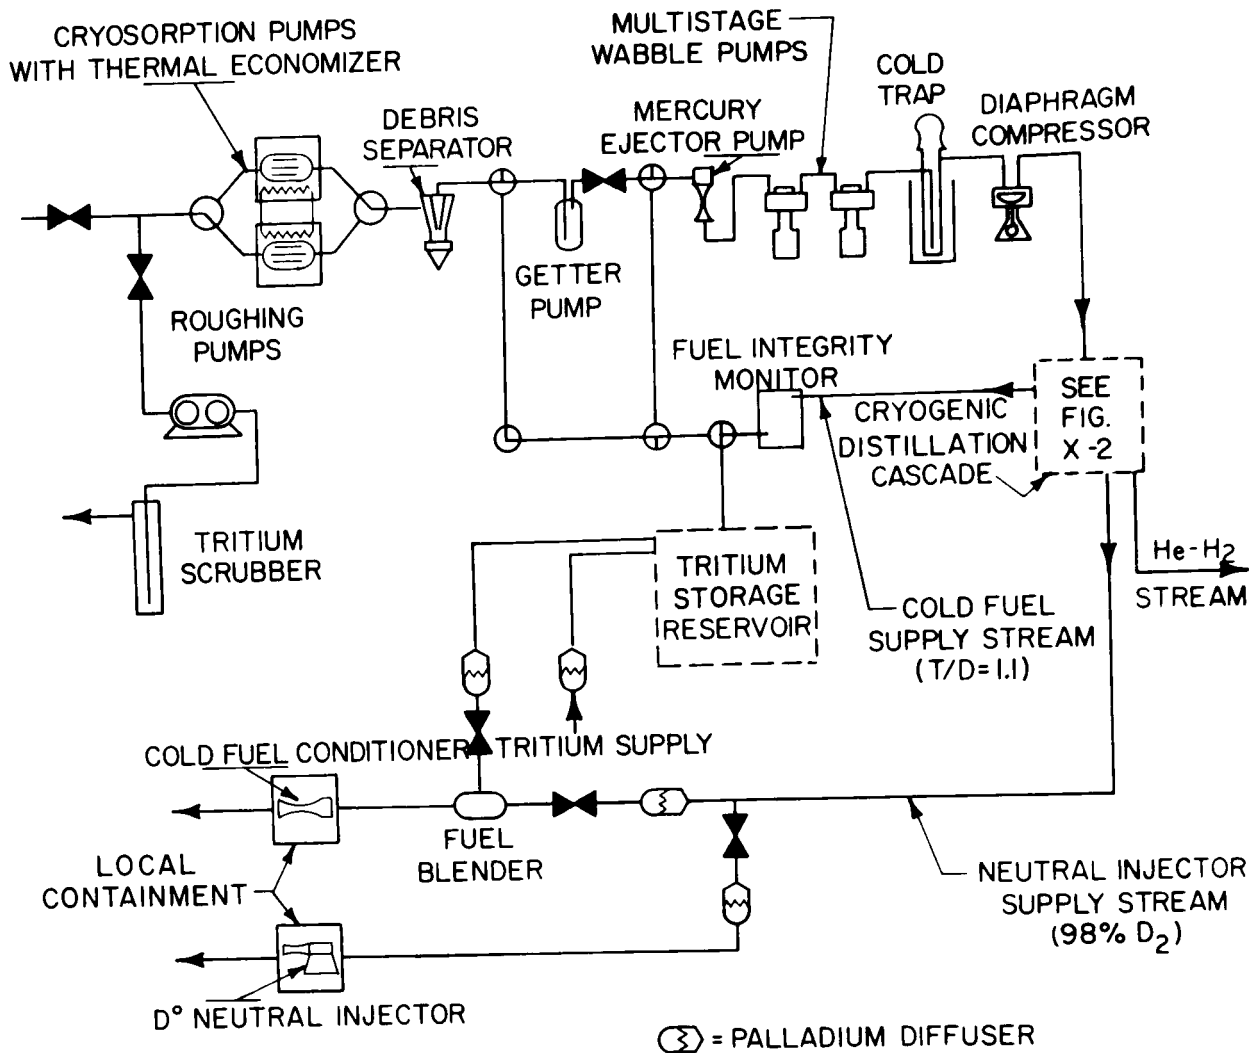 CRYOSORPTION PUMPS
WITH THERMAL ECONOMIZER
DEBRIS
SEPARATOR
MULTISTAGE
WABBLE PUMPS
MERCURY
EJECTOR PUMP
COLD
TRAP
DIAPHRAGM
COMPRESSOR
GETTER
PUMP
ROUGHING
PUMPS
FUEL INTEGRITY
MONITOR
SEE
FIG.
X-2
CRYOGENIC
DISTILLATION
CASCADE
TRITIUM
SCRUBBER
TRITIUM
STORAGE
RESERVOIR
He-H2
STREAM
COLD FUEL
SUPPLY STREAM
(T/D=1.1)
COLD FUEL CONDITIONER
TRITIUM SUPPLY
FUEL
BLENDER
LOCAL
CONTAINMENT
NEUTRAL INJECTOR
SUPPLY STREAM
(98% D2)
D° NEUTRAL INJECTOR
= PALLADIUM DIFFUSER